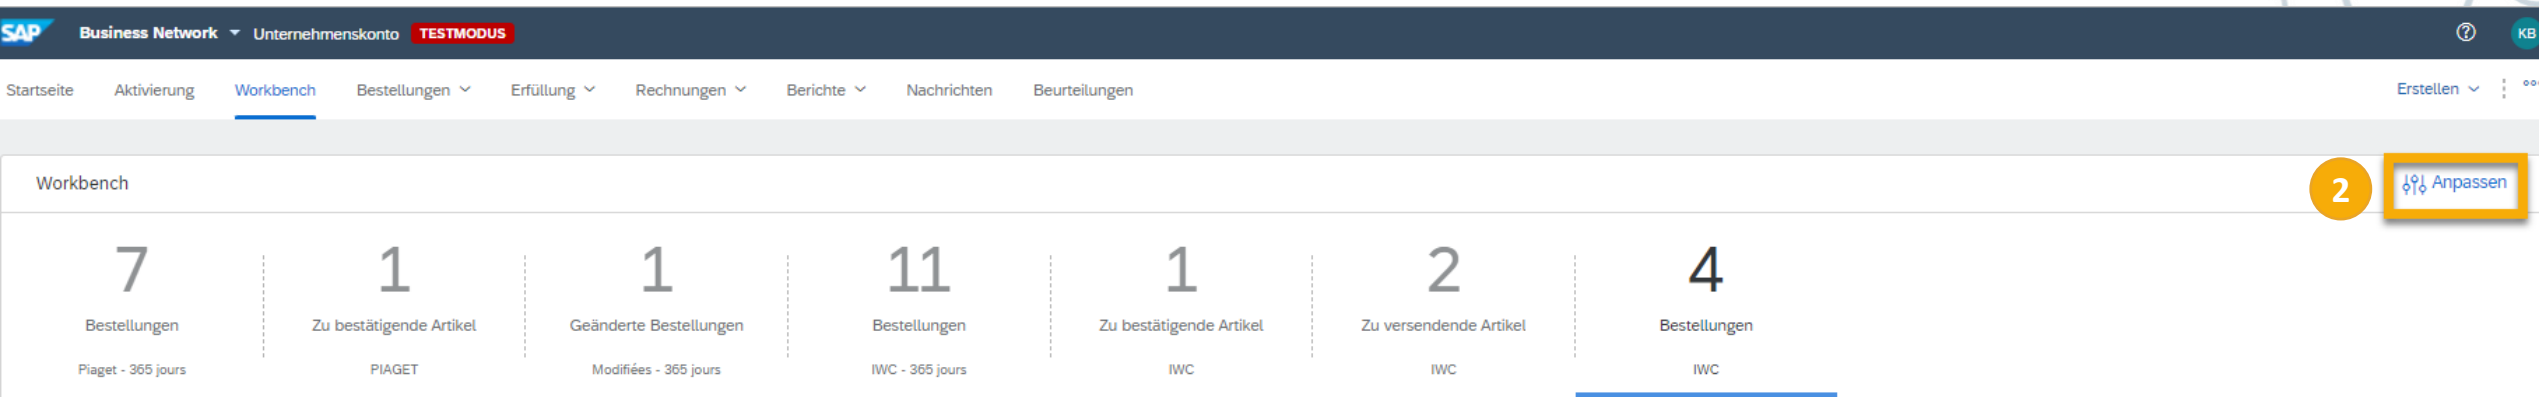 SAP Business Network Unternehmenskonto TESTMODUS KB
Startseite Aktivierung Workbench Bestellungen Erfüllung Rechnungen Berichte Nachrichten Beurteilungen Erstellen
Workbench 2 Anpassen
7 1 1 11 1 2 4
Bestellungen Zu bestätigende Artikel Geänderte Bestellungen Bestellungen Zu bestätigende Artikel Zu versendende Artikel Bestellungen
Piaget - 365 jours PIAGET Modifiées - 365 jours IWC - 365 jours IWC IWC IWC